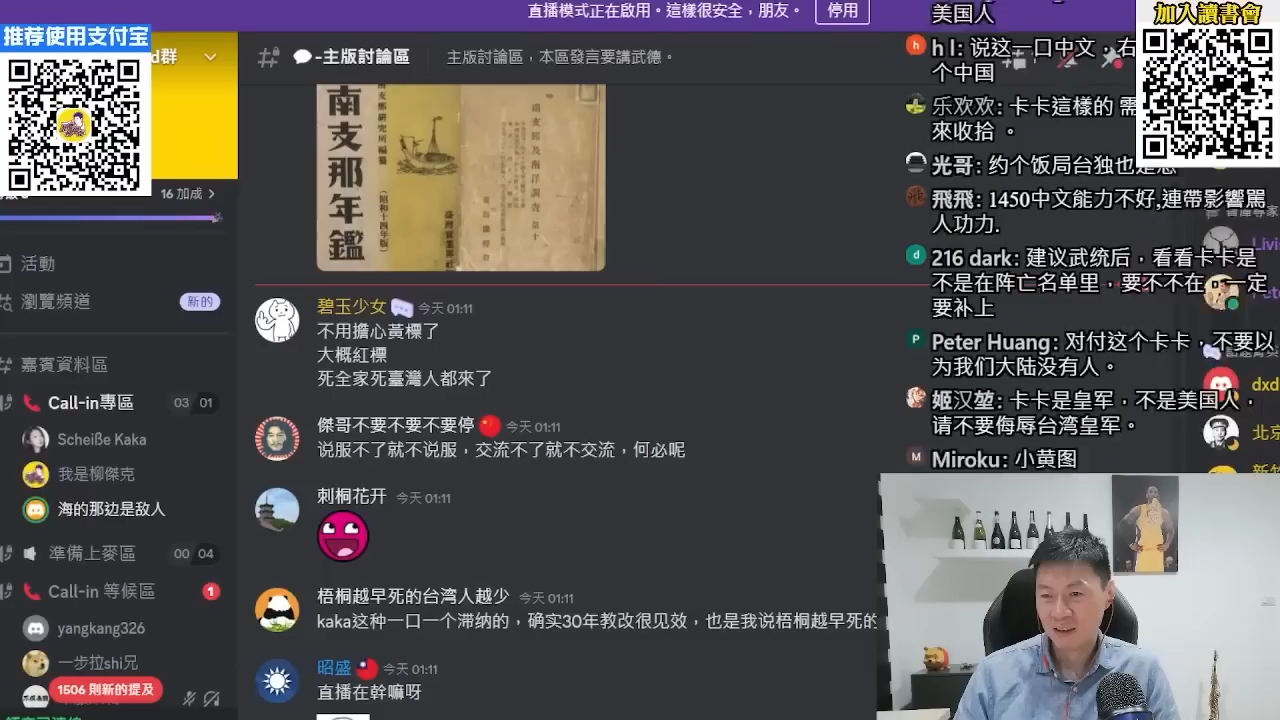 直播模式正在啟用。這樣很安全，朋友。
停用
推荐使用支付宝
d群
加入讀書會
-主版討論區
主版討論區，本區發言要講武德。
16 加成
活動
瀏覽頻道
新的
嘉賓資料區
Call-in專區
03 01
Scheiße Kaka
我是柳傑克
海的那边是敌人
準備上麥區
00 04
Call-in 等候區
1
yangkang326
一步拉shi兄
1506 則新的提及
南支那年鑑
(昭和十四年版)
碧玉少女 今天 01:11
不用擔心黃標了
大概紅標
死全家死臺灣人都來了
傑哥不要不要不要停 今天 01:11
说服不了就不说服，交流不了就不交流，何必呢
刺桐花开 今天 01:11
梧桐越早死的台湾人越少 今天 01:11
kaka这种一口一个滞纳的，确实30年教改很见效，也是我说梧桐越早死的
昭盛 今天 01:11
直播在幹嘛呀
美国人
h l: 说这一口中文，右
个中国
乐欢欢: 卡卡這樣的 需
來收拾 。
光哥: 约个饭局台独也是
飛飛: 1450中文能力不好,連帶影響駡
人功力.
216 dark: 建议武统后，看看卡卡是
不是在阵亡名单里，要不不在，一定
要补上
Peter Huang: 对付这个卡卡，不要以
为我们大陆没有人。
姬汉堃: 卡卡是皇军，不是美国人，
请不要侮辱台湾皇军。
Miroku: 小黄图
dxd
北京